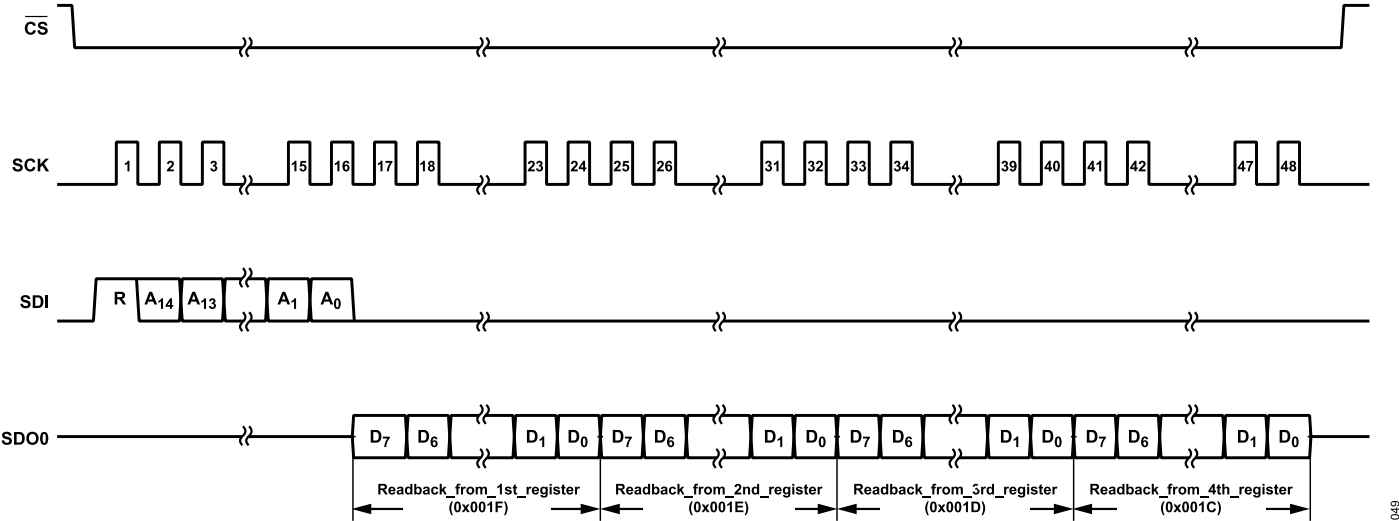 CS
SCK 1 2 3 15 16 17 18 23 24 25 26 31 32 33 34 39 40 41 42 47 48
SDI R A14 A13 A1 A0
SDO0 D7 D6 D1 D0 D7 D6 D1 D0 D7 D6 D1 D0 D7 D6 D1 D0
Readback_from_1st_register Readback_from_2nd_register Readback_from_3rd_register Readback_from_4th_register
(0x001F) (0x001E) (0x001D) (0x001C)
049